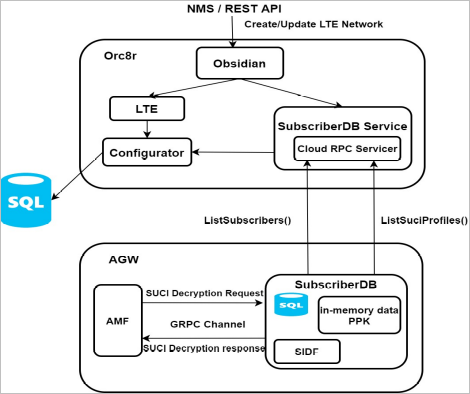 NMS / REST API
Create/Update LTE Network
Orc8r
Obsidian
LTE
SubscriberDB Service
Cloud RPC Servicer
Configurator
SQL
ListSubscribers()
ListSuciProfiles()
AGW
SubscriberDB
SUCI Decryption Request
SQL
in-memory data
PPK
AMF
GRPC Channel
SUCI Decryption response
SIDF